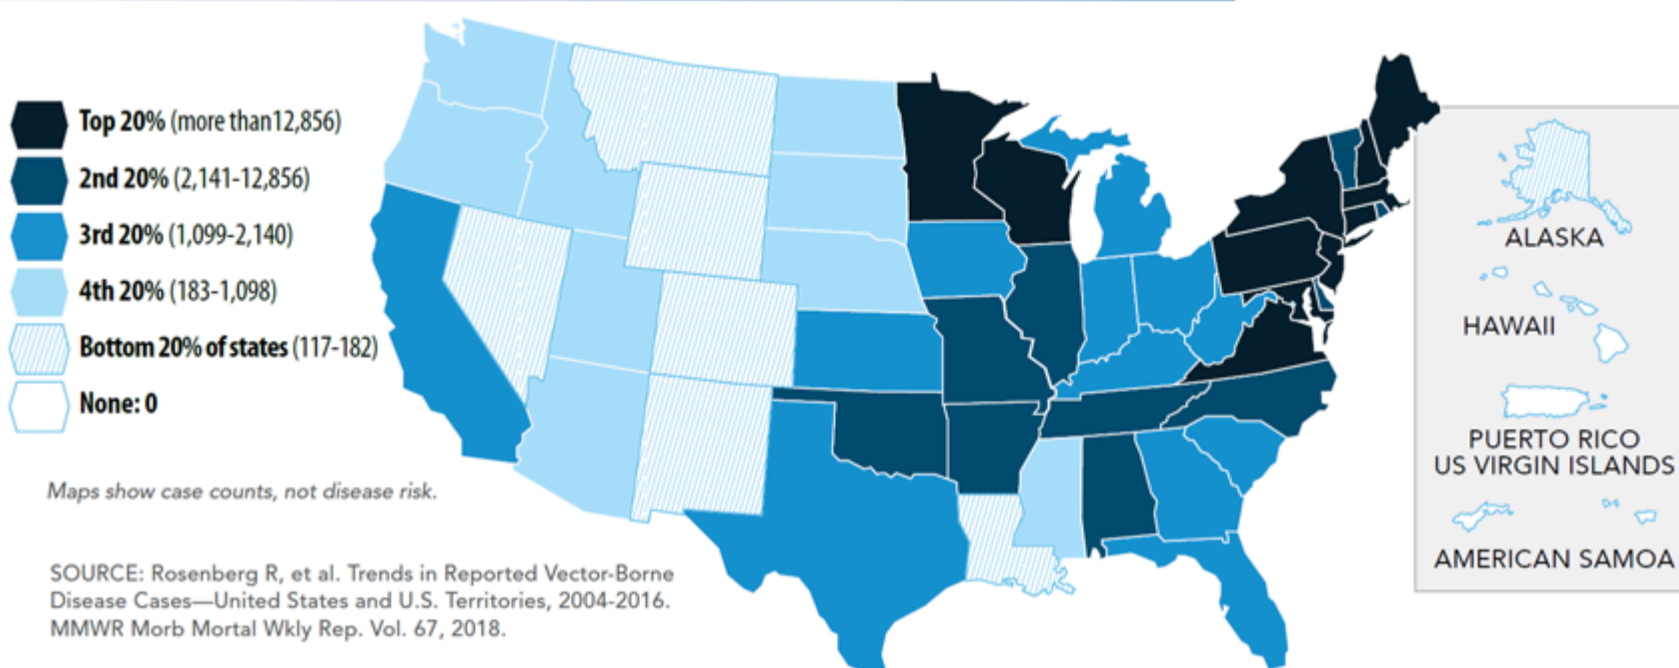 Top 20% (more than12,856)
2nd 20% (2,141-12,856)
3rd 20% (1,099-2,140)
4th 20% (183-1,098)
Bottom 20% of states (117-182)
None: 0
Maps show case counts, not disease risk.
SOURCE: Rosenberg R, et al. Trends in Reported Vector-Borne
Disease Cases—United States and U.S. Territories, 2004-2016.
MMWR Morb Mortal Wkly Rep. Vol. 67, 2018.
ALASKA
HAWAII
PUERTO RICO
US VIRGIN ISLANDS
AMERICAN SAMOA